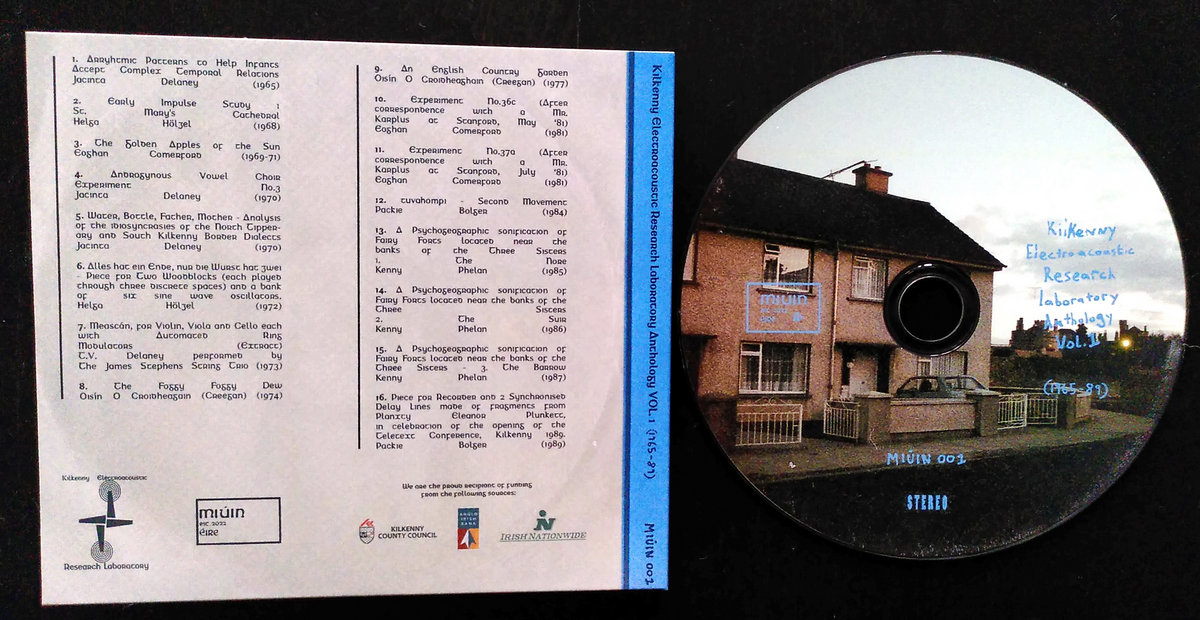 1. Arryhtmic Patterns to Help Infants
Accept Complex Temporal Relations
Jacinta Delaney (1965)
2. Early Impulse Study 1
St. Mary's Cathedral
Helga Hölzel (1968)
3. The Golden Apples of the Sun
Eoghan Comerford (1969-71)
4. Androgynous Vowel Choir
Experiment No.3
Jacinta Delaney (1970)
5. Water, Bottle, Father, Mother - Analysis
of the idiosyncrasies of the North Tipper-
ary and South Kilkenny Border Dialects
Jacinta Delaney (1970)
6. Alles hat ein Ende, nur die Wurst hat zwei
- Piece for Two Woodblocks (each played
through three discrete spaces) and a bank
of six sine wave oscillators.
Helga Hölzel (1972)
7. Meascán, for Violin, Viola and Cello each
with Automated Ring
Modulators (Extract)
T.V. Delaney performed by
The James Stephens String Trio (1973)
8. The Foggy Foggy Dew
Oisín O Croidheagain (Creegan) (1974)
9. An English Country Garden
Oisín O Croidheaghain (Creegan) (1977)
10. Experiment No.36c (After
correspondence with a Mr.
Karplus at Stanford, May '81)
Eoghan Comerford (1981)
11. Experiment No.37a (After
correspondence with a Mr.
Karplus at Stanford, July '81)
Eoghan Comerford (1981)
12. tuvahompi - Second Movement
Packie Bolger (1984)
13. A Psychogeographic sonification of
Fairy Forts located near the
banks of the Three Sisters
1. The Nore
Kenny Phelan (1985)
14. A Psychogeographic sonification of
Fairy Forts located near the banks of the
Three Sisters
2. The Suir
Kenny Phelan (1986)
15. A Psychogeographic sonification of
Fairy Forts located near the banks of the
Three Sisters - 3. The Barrow
Kenny Phelan (1987)
16. Piece for Recorder and 2 Synchronised
Delay Lines made of fragments from
Planxty Eleanor Plunkett,
in celebration of the opening of the
Teletext Conference, Kilkenny 1989.
Packie Bolger (1989)
Kilkenny Electroacoustic
Research Laboratory
miúin
est 2022
éire
We are the proud recipient of funding
from the following sources:
KILKENNY
COUNTY COUNCIL
ANGLO
IRISH
BANK
IRISH NATIONWIDE
Kilkenny Electroacoustic Research Laboratory Anthology VOL. 1 (1965-89)
MIÚIN 001
miúin
Kilkenny
Electroacoustic
Research
laboratory
Anthology
Vol. 1
(1965-89)
MIÚIN 001
STEREO